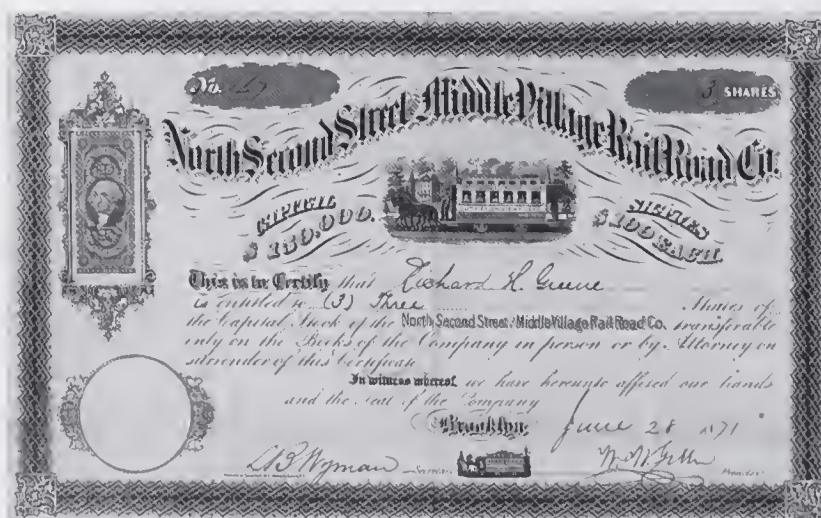 No.
3 SHARES
North Second Street Middle Village Rail Road Co.
CAPITAL
$ 130.000.
SHARES
$ 100 EACH.
This is to Certify that Richard H. Greene
is entitled to (3) Three Shares of
the Capital Stock of the North Second Street Middle Village Rail Road Co. transferable
only on the Books of the Company in person or by Attorney on
surrender of this Certificate
In witness whereof, we have hereunto affixed our hands
and the Seal of the Company
Brooklyn, June 28 1871